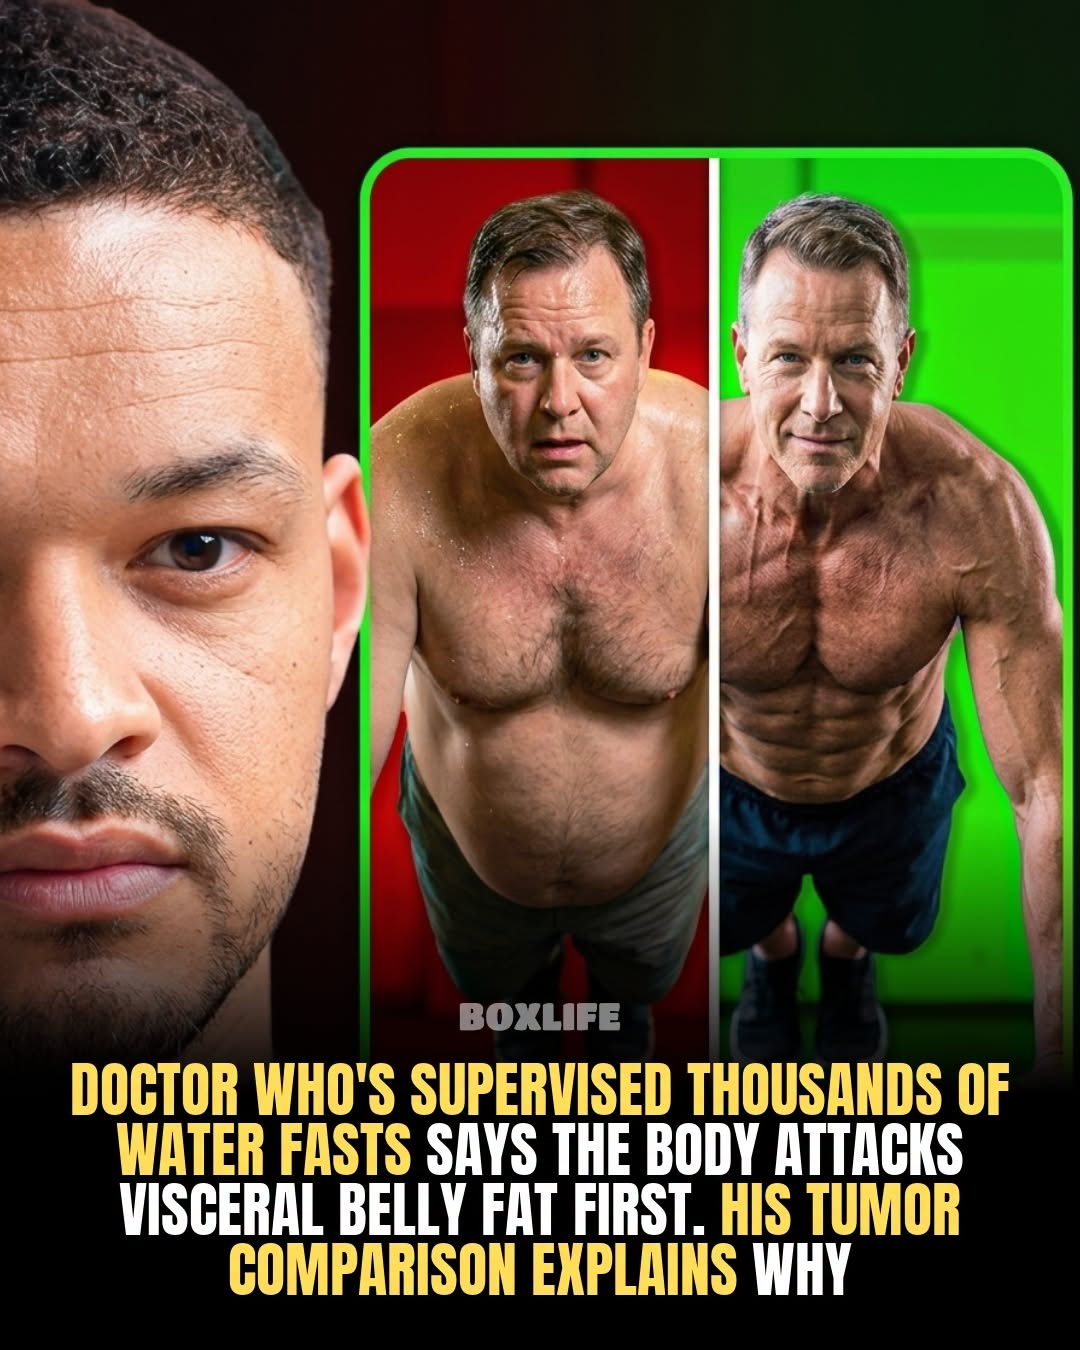 BOXLIFE
DOCTOR WHO'S SUPERVISED THOUSANDS OF
WATER FASTS SAYS THE BODY ATTACKS
VISCERAL BELLY FAT FIRST. HIS TUMOR
COMPARISON EXPLAINS WHY